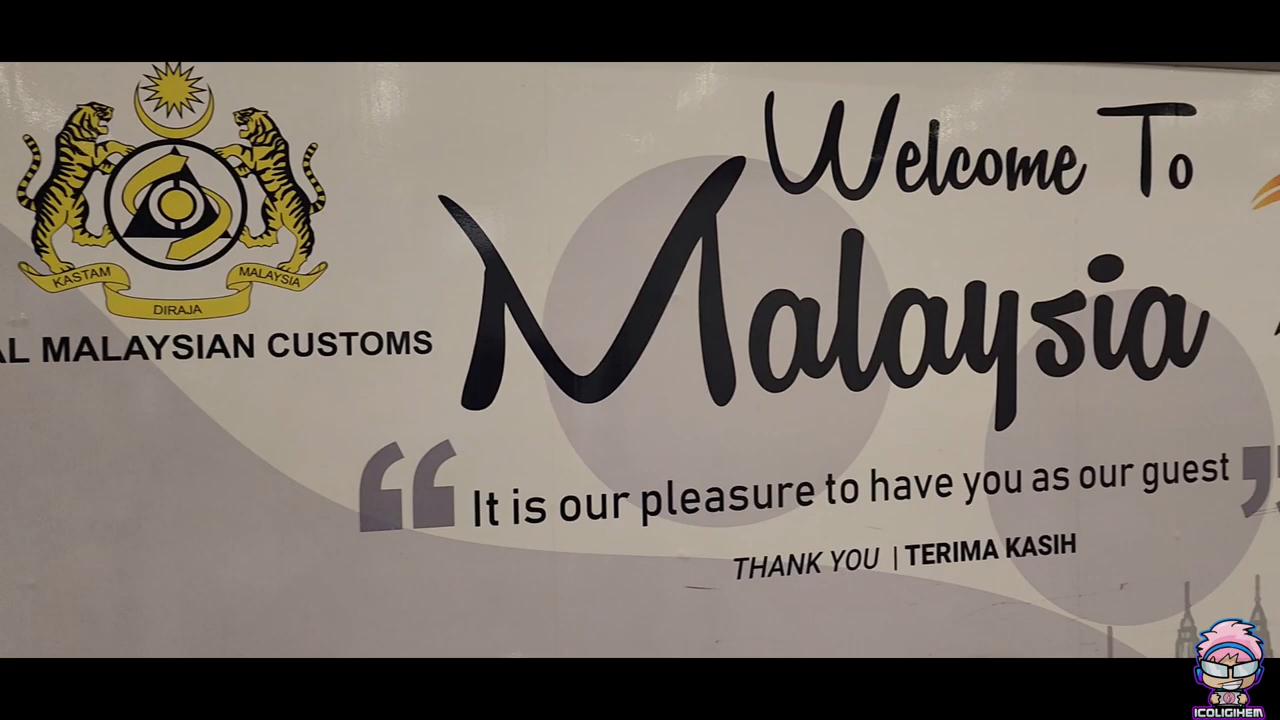 Welcome To
Malaysia
KASTAM DIRAJA MALAYSIA
AL MALAYSIAN CUSTOMS
“It is our pleasure to have you as our guest”
THANK YOU | TERIMA KASIH
ICOLIGIHEM